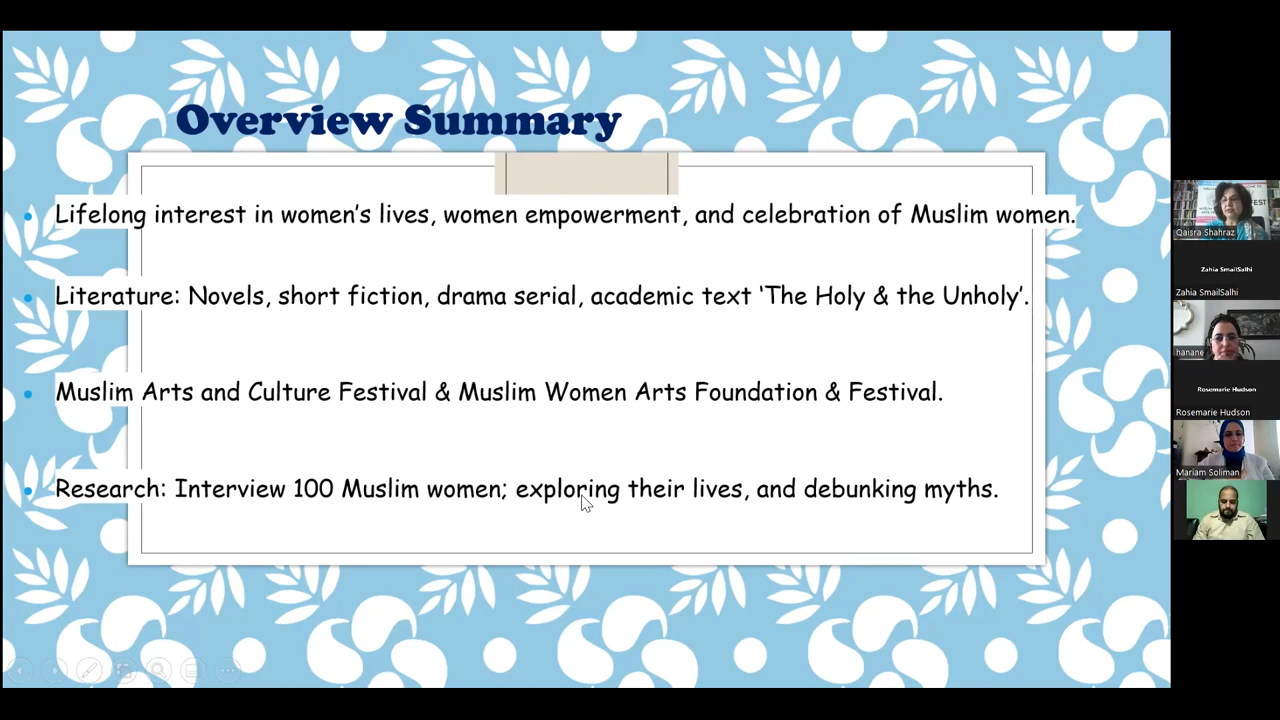 Overview Summary
Lifelong interest in women's lives, women empowerment, and celebration of Muslim women.
Literature: Novels, short fiction, drama serial, academic text ‘The Holy & the Unholy’.
Muslim Arts and Culture Festival & Muslim Women Arts Foundation & Festival.
Research: Interview 100 Muslim women; exploring their lives, and debunking myths.
Qaisra Shahraz
Zahia SmailSalhi
Zahia SmailSalhi
hanane
Rosemarie Hudson
Rosemarie Hudson
Mariam Soliman